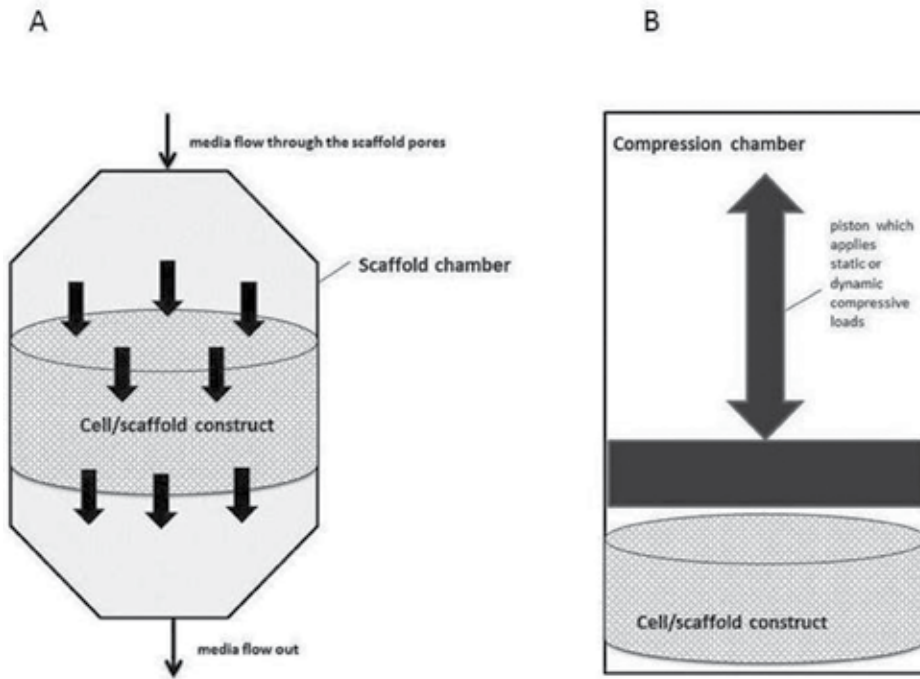 A
B
media flow through the scaffold pores
Scaffold chamber
Cell/scaffold construct
media flow out
Compression chamber
piston which
applies
static or
dynamic
compressive
loads
Cell/scaffold construct